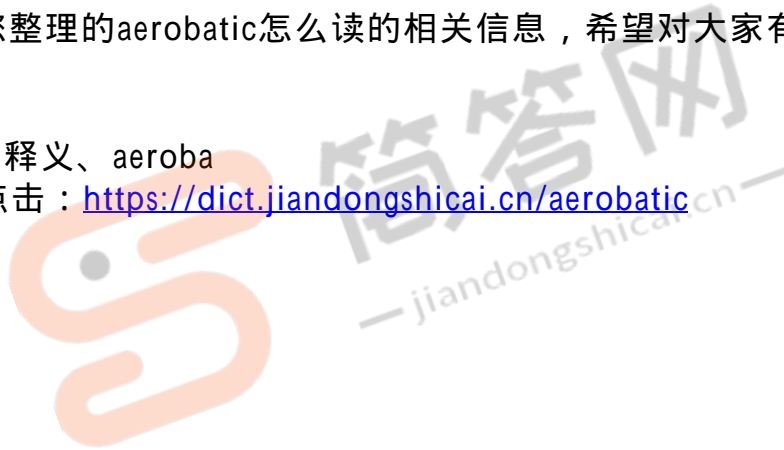 整理的aerobatic怎么读的相关信息，希望对大家
释义、aeroba
击：https://dict.jiandongshicai.cn/aerobatic
简答网
jiandongshicai.cn